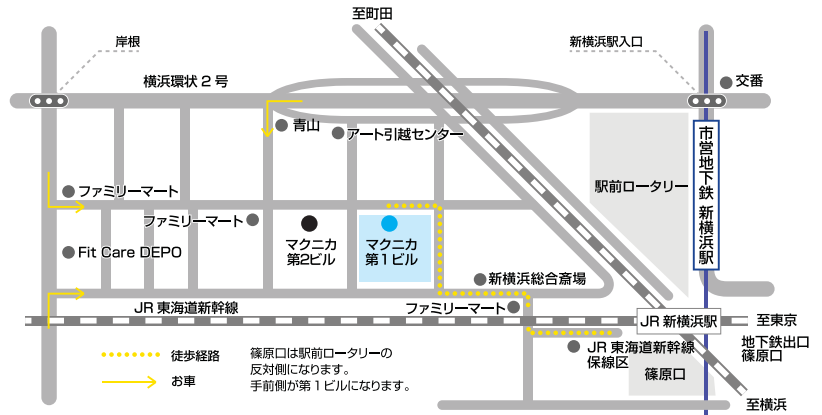 至町田
岸根
新横浜駅入口
横浜環状2号
交番
青山
アート引越センター
市営地下鉄 新横浜駅
駅前ロータリー
ファミリーマート
ファミリーマート
マクニカ
第2ビル
マクニカ
第1ビル
Fit Care DEPO
新横浜総合斎場
JR 東海道新幹線
ファミリーマート
JR 新横浜駅
至東京
地下鉄出口
篠原口
JR 東海道新幹線
保線区
篠原口
至横浜
徒歩経路
お車
篠原口は駅前ロータリーの
反対側になります。
手前側が第1ビルになります。